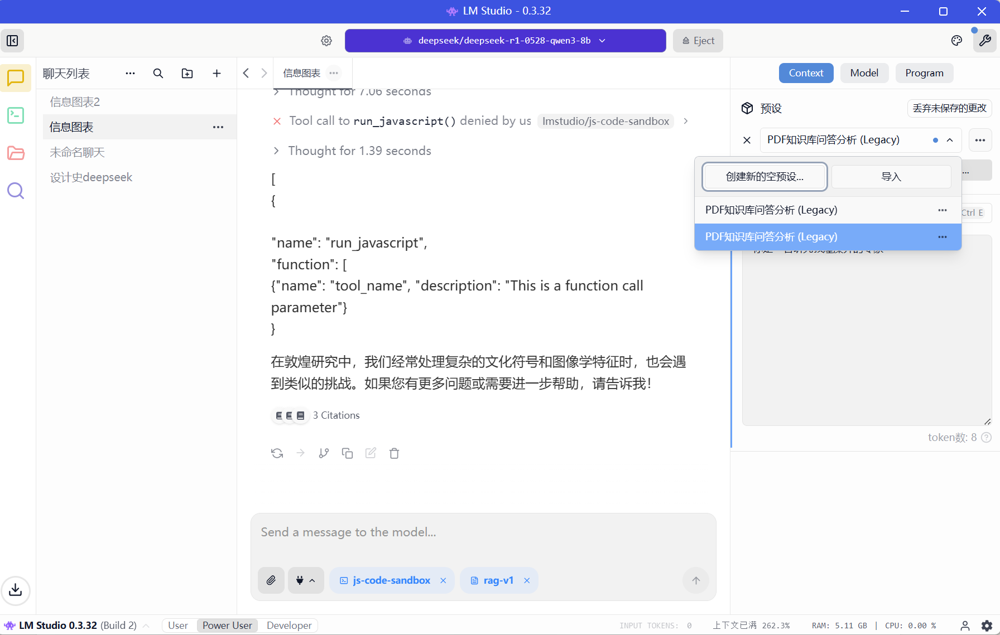 LM Studio - 0.3.32
deepseek/deepseek-r1-0528-qwen3-8b
Eject
聊天列表
信息图表2
信息图表
未命名聊天
设计史deepseek
信息图表
Thought for 7.06 seconds
Tool call to run_javascript() denied by us
lmstudio/js-code-sandbox
Thought for 1.39 seconds
[
{
"name": "run_javascript",
"function": [
{"name": "tool_name", "description": "This is a function call
parameter"}
}
在敦煌研究中，我们经常处理复杂的文化符号和图像学特征时，也会遇
到类似的挑战。如果您有更多问题或需要进一步帮助，请告诉我！
3 Citations
Send a message to the model...
js-code-sandbox
rag-v1
Context
Model
Program
预设
丢弃未保存的更改
PDF知识库问答分析 (Legacy)
创建新的空预设...
导入
...
PDF知识库问答分析 (Legacy)
Ctrl E
PDF知识库问答分析 (Legacy)
token数: 8
LM Studio 0.3.32 (Build 2)
User
Power User
Developer
INPUT TOKENS: 0
上下文已满 262.3%
RAM: 5.11 GB | CPU: 0.00 %